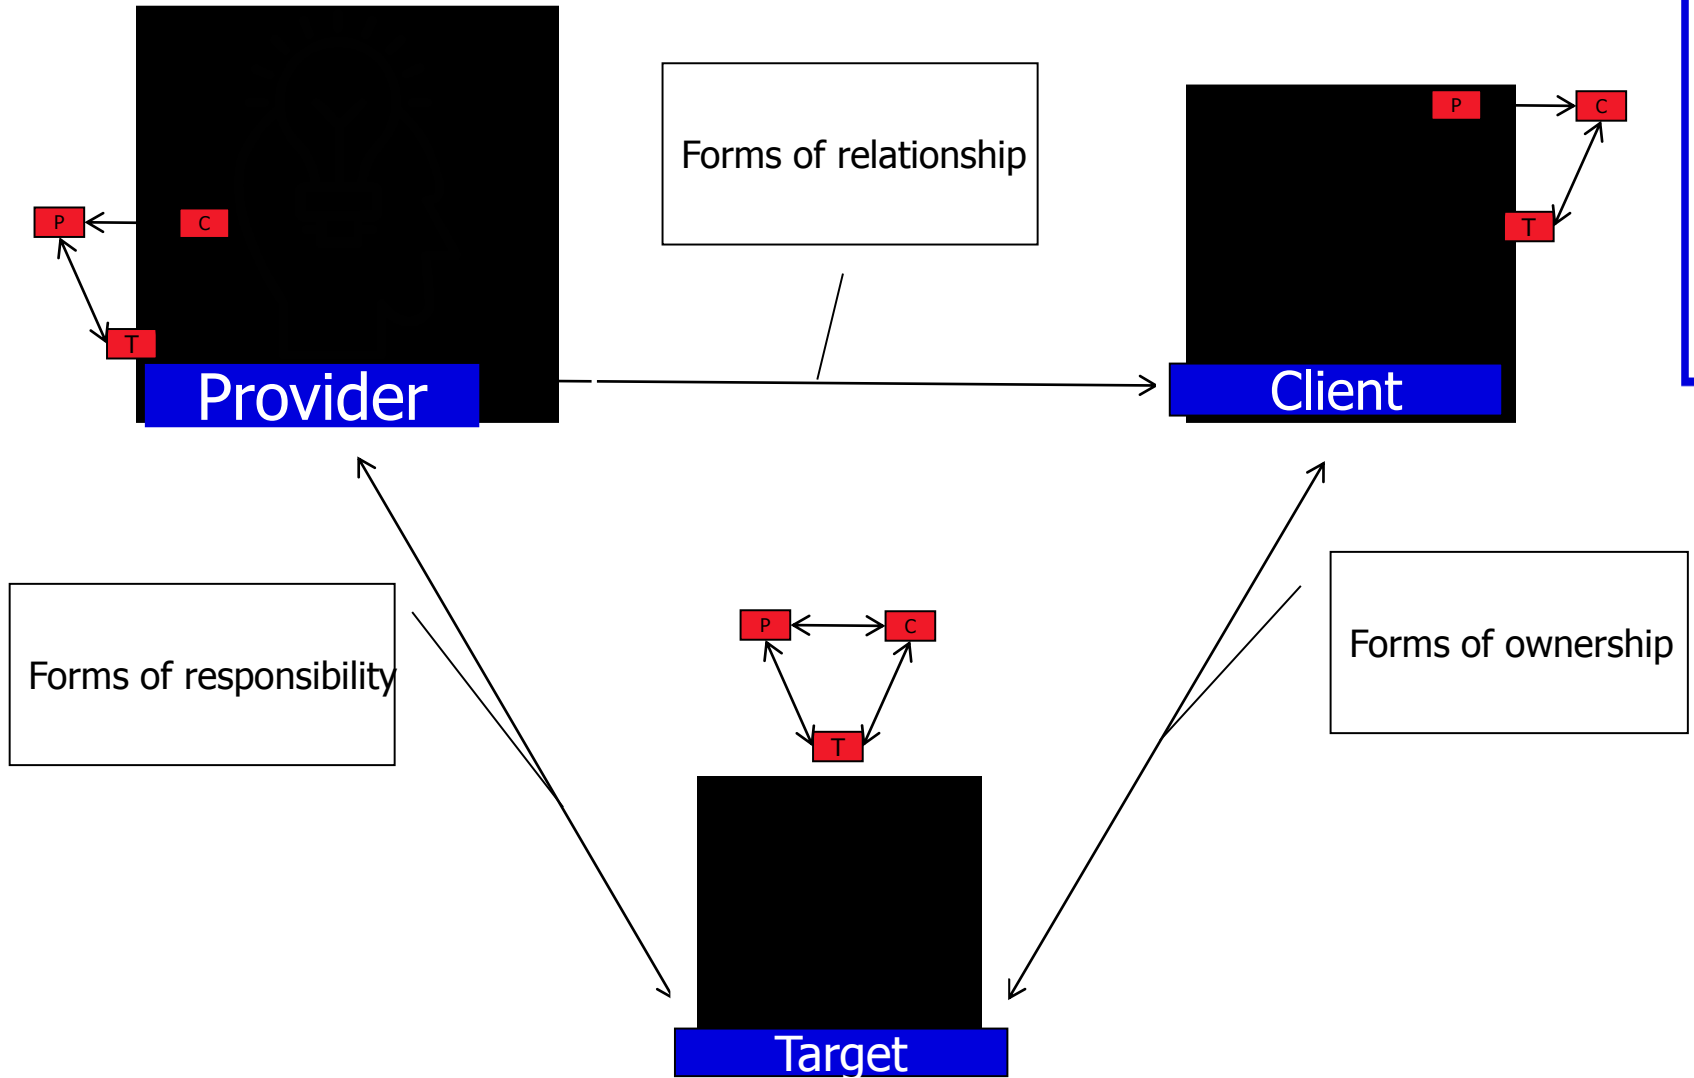 P
C
Forms of relationship
P
C
T
T
Provider
Client
Forms of responsibility
P
C
Forms of ownership
T
Target